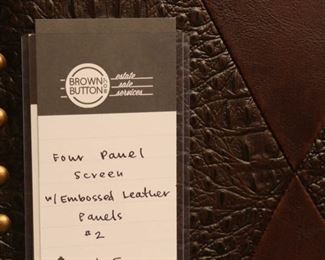 BROWN
BUTTON
estate
sale
services
Four Panel
Screen
w/ Embossed Leather
Panels
#2